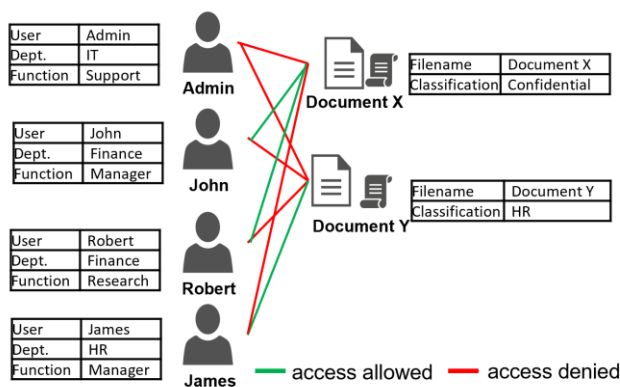 User Admin
Dept. IT
Function Support
Admin
Document X
Filename Document X
Classification Confidential
User John
Dept. Finance
Function Manager
John
Document Y
Filename Document Y
Classification HR
User Robert
Dept. Finance
Function Research
Robert
User James
Dept. HR
Function Manager
James
access allowed
access denied